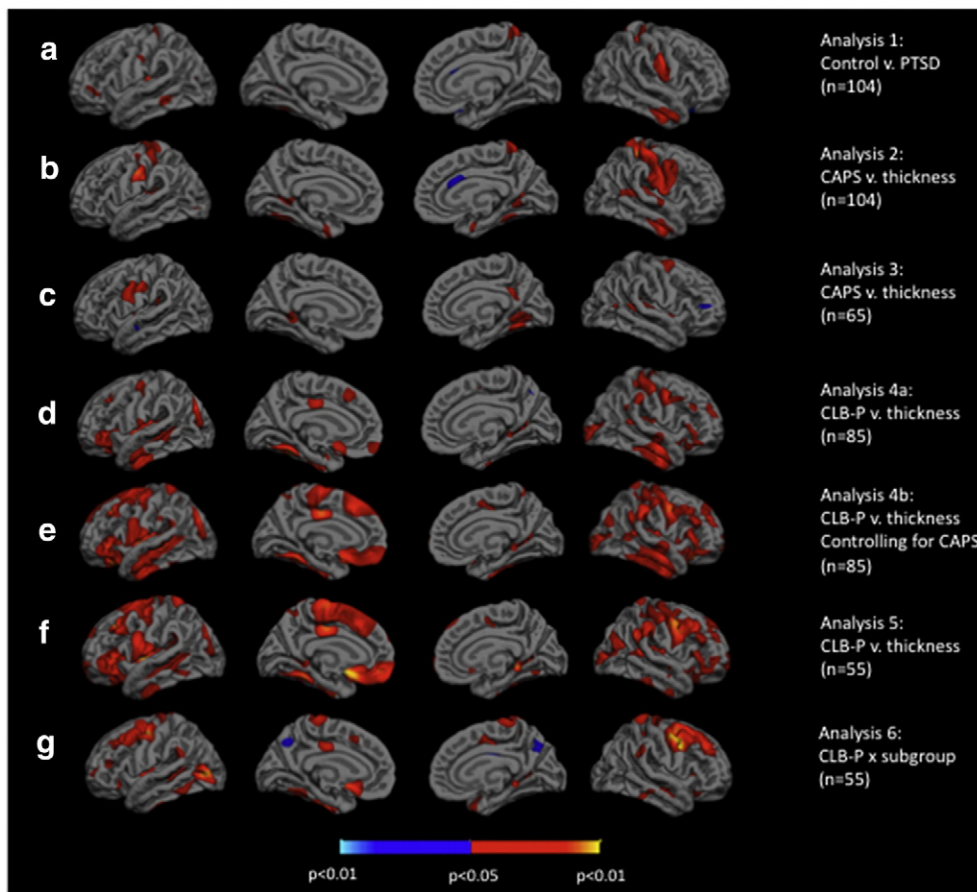 a
Analysis 1:
Control v. PTSD
(n=104)
b
Analysis 2:
CAPS v. thickness
(n=104)
c
Analysis 3:
CAPS v. thickness
(n=65)
d
Analysis 4a:
CLB-P v. thickness
(n=85)
e
Analysis 4b:
CLB-P v. thickness
Controlling for CAPS
(n=85)
f
Analysis 5:
CLB-P v. thickness
(n=55)
g
Analysis 6:
CLB-P x subgroup
(n=55)
p<0.01 p<0.05 p<0.01